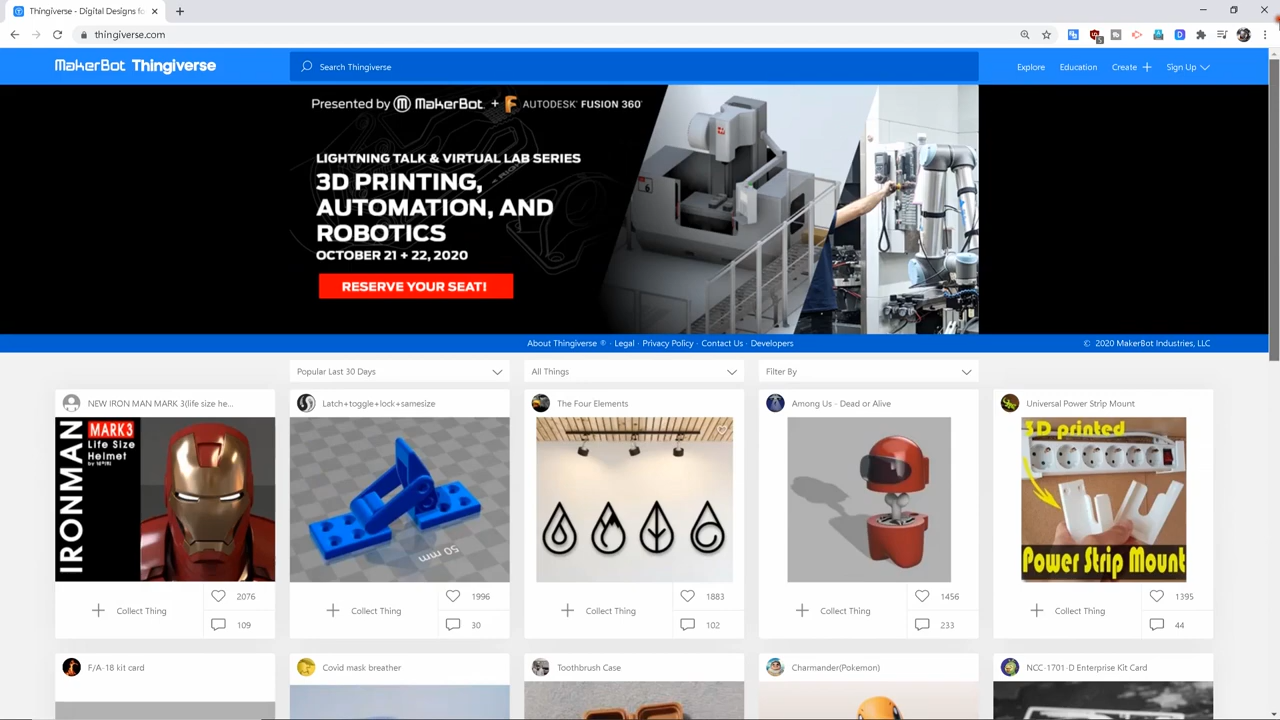 Thingiverse - Digital Designs fo
thingiverse.com
MakerBot Thingiverse
Search Thingiverse
Explore
Education
Create
Sign Up
Presented by MakerBot + AUTODESK FUSION 360
LIGHTNING TALK & VIRTUAL LAB SERIES
3D PRINTING,
AUTOMATION, AND
ROBOTICS
OCTOBER 21 + 22, 2020
RESERVE YOUR SEAT!
About Thingiverse ® · Legal · Privacy Policy · Contact Us · Developers
© 2020 MakerBot Industries, LLC
Popular Last 30 Days
All Things
Filter By
NEW IRON MAN MARK 3(life size he...
Latch+toggle+lock+samesize
The Four Elements
Among Us - Dead or Alive
Universal Power Strip Mount
IRONMAN
MARK3
Life Size
Helmet
50 mm
3D printed
Power Strip Mount
Collect Thing
2076
109
Collect Thing
1996
30
Collect Thing
1883
102
Collect Thing
1456
233
Collect Thing
1395
44
F/A-18 kit card
Covid mask breather
Toothbrush Case
Charmander(Pokemon)
NCC-1701-D Enterprise Kit Card